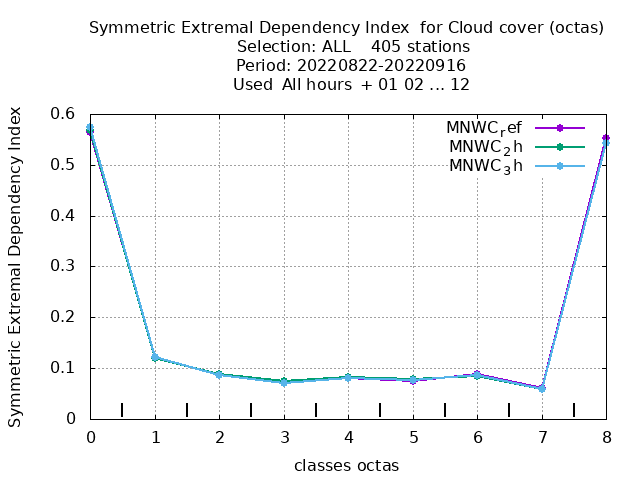 Symmetric Extremal Dependency Index  for Cloud cover (octas)
Selection: ALL    405 stations
Period: 20220822-20220916
Used  All hours  + 01 02 ... 12
Symmetric Extremal Dependency Index
0.6
0.5
0.4
0.3
0.2
0.1
0
MNWC_ref
MNWC_2h
MNWC_3h
0 1 2 3 4 5 6 7 8
classes octas